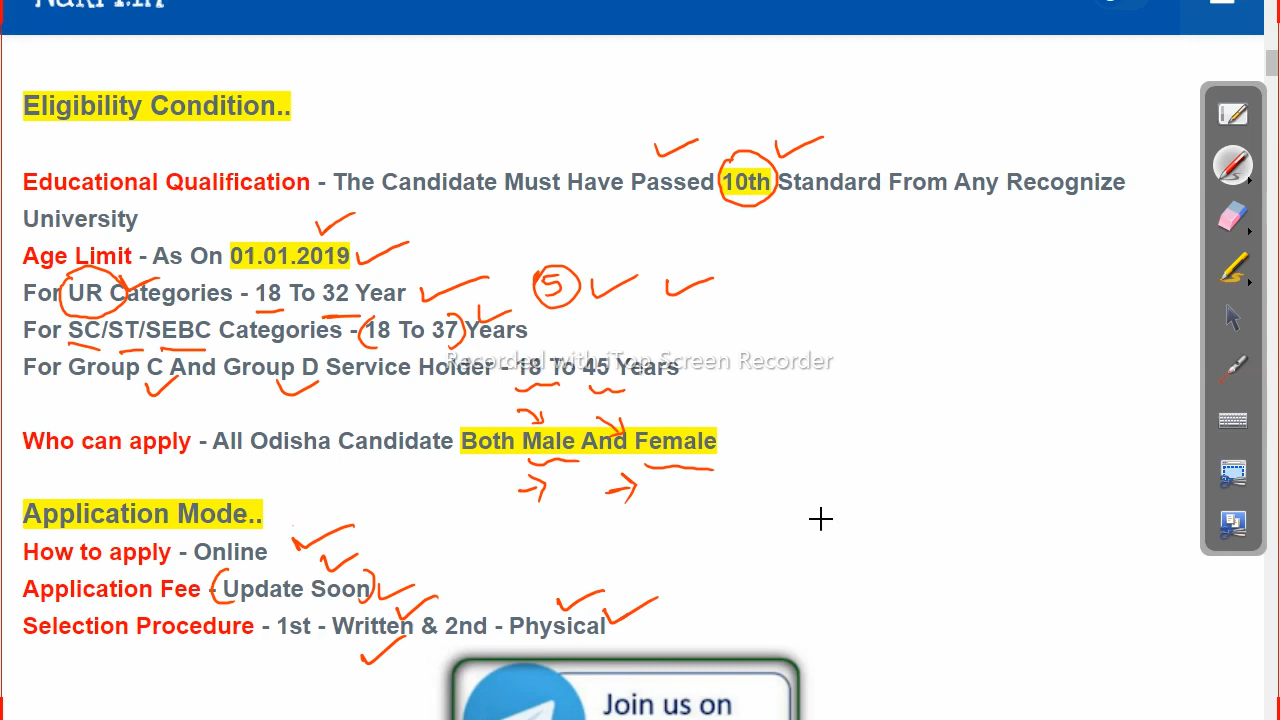 Eligibility Condition..
Educational Qualification - The Candidate Must Have Passed 10th Standard From Any Recognize
University
Age Limit - As On 01.01.2019
For UR Categories - 18 To 32 Year
5
For SC/ST/SEBC Categories - 18 To 37 Years
Recorded with iTop Screen Recorder
For Group C And Group D Service Holder - 18 To 45 Years
Who can apply - All Odisha Candidate Both Male And Female
Application Mode..
How to apply - Online
Application Fee - (Update Soon)
Selection Procedure - 1st - Written & 2nd - Physical
Join us on